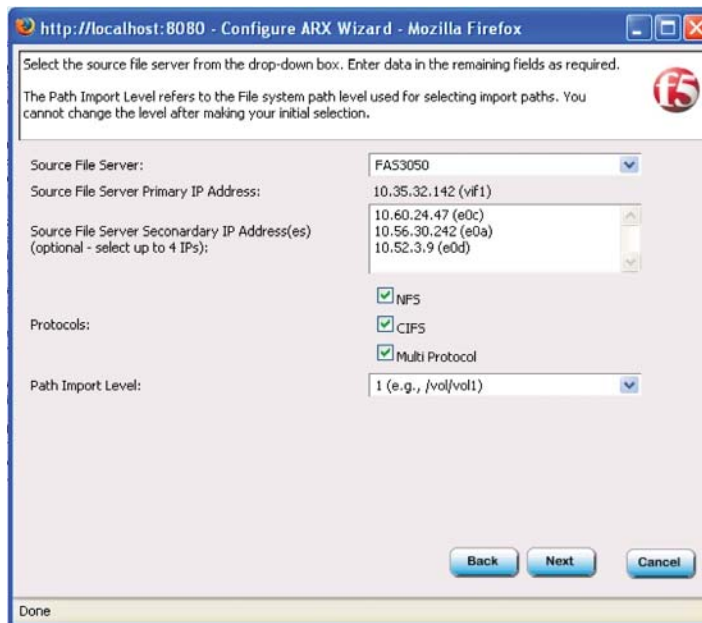 http://localhost:8080 - Configure ARX Wizard - Mozilla Firefox
Select the source file server from the drop-down box. Enter data in the remaining fields as required.
The Path Import Level refers to the File system path level used for selecting import paths. You
cannot change the level after making your initial selection.
f5
Source File Server:
FAS3050
Source File Server Primary IP Address:
10.35.32.142 (vif1)
Source File Server Seconardary IP Address(es)
(optional - select up to 4 IPs):
10.60.24.47 (e0c)
10.56.30.242 (e0a)
10.52.3.9 (e0d)
Protocols:
NFS
CIFS
Multi Protocol
Path Import Level:
1 (e.g., /vol/vol1)
Back
Next
Cancel
Done